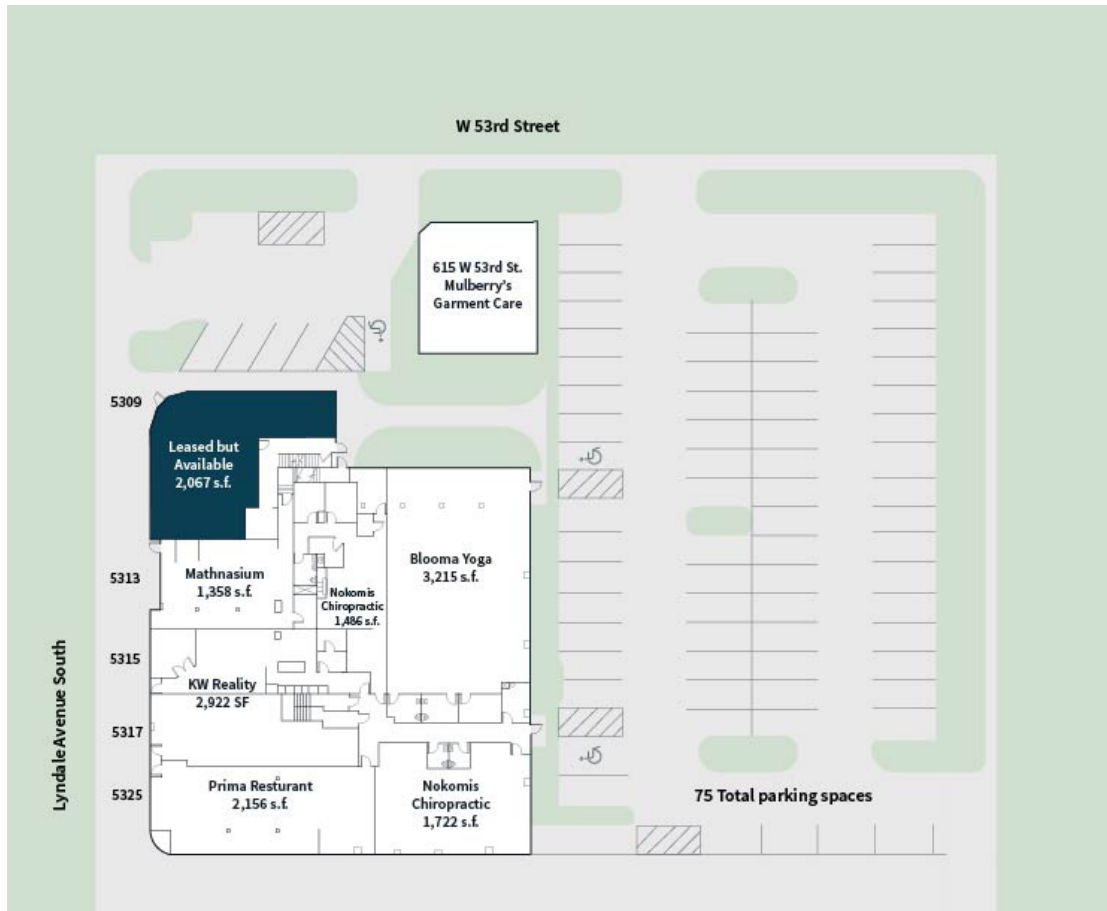 W 53rd Street
615 W 53rd St.
Mulberry's
Garment Care
5309
Leased but
Available
2,067 s.f.
5313
Mathnasium
1,358 s.f.
Nokomis
Chiropractic
1,486 s.f.
Blooma Yoga
3,215 s.f.
Lyndale Avenue South
5315
KW Reality
2,922 SF
5317
5325
Prima Resturant
2,156 s.f.
Nokomis
Chiropractic
1,722 s.f.
75 Total parking spaces